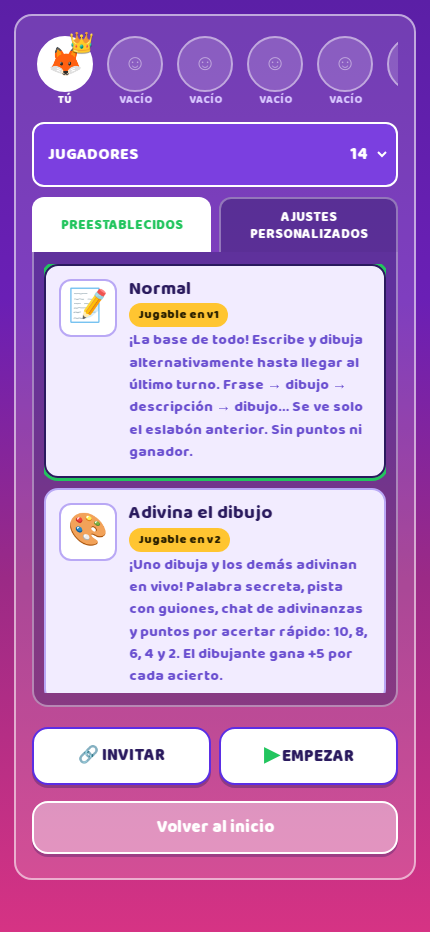 TÚ
VACÍO
VACÍO
VACÍO
VACÍO
JUGADORES 14
PREESTABLECIDOS
AJUSTES
PERSONALIZADOS
Normal
Jugable en v1
¡La base de todo! Escribe y dibuja
alternativamente hasta llegar al
último turno. Frase → dibujo →
descripción → dibujo... Se ve solo
el eslabón anterior. Sin puntos ni
ganador.
Adivina el dibujo
Jugable en v2
¡Uno dibuja y los demás adivinan
en vivo! Palabra secreta, pista
con guiones, chat de adivinanzas
y puntos por acertar rápido: 10, 8,
6, 4 y 2. El dibujante gana +5 por
cada acierto.
INVITAR
EMPEZAR
Volver al inicio